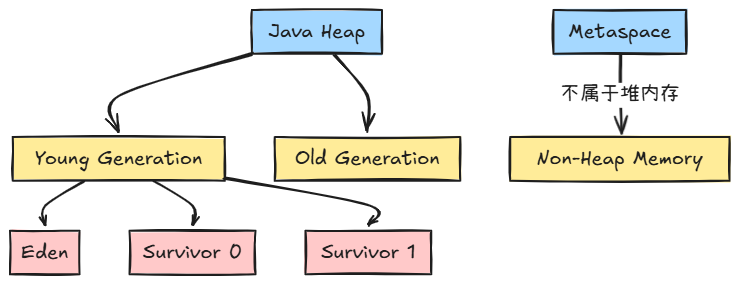 Java Heap
Metaspace
不属于堆内存
Young Generation
Old Generation
Non-Heap Memory
Eden
Survivor 0
Survivor 1